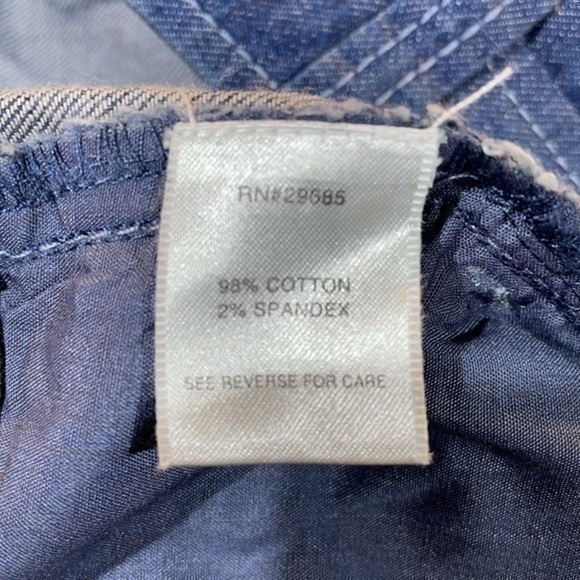 RN#29685
98% COTTON
2% SPANDEX
SEE REVERSE FOR CARE